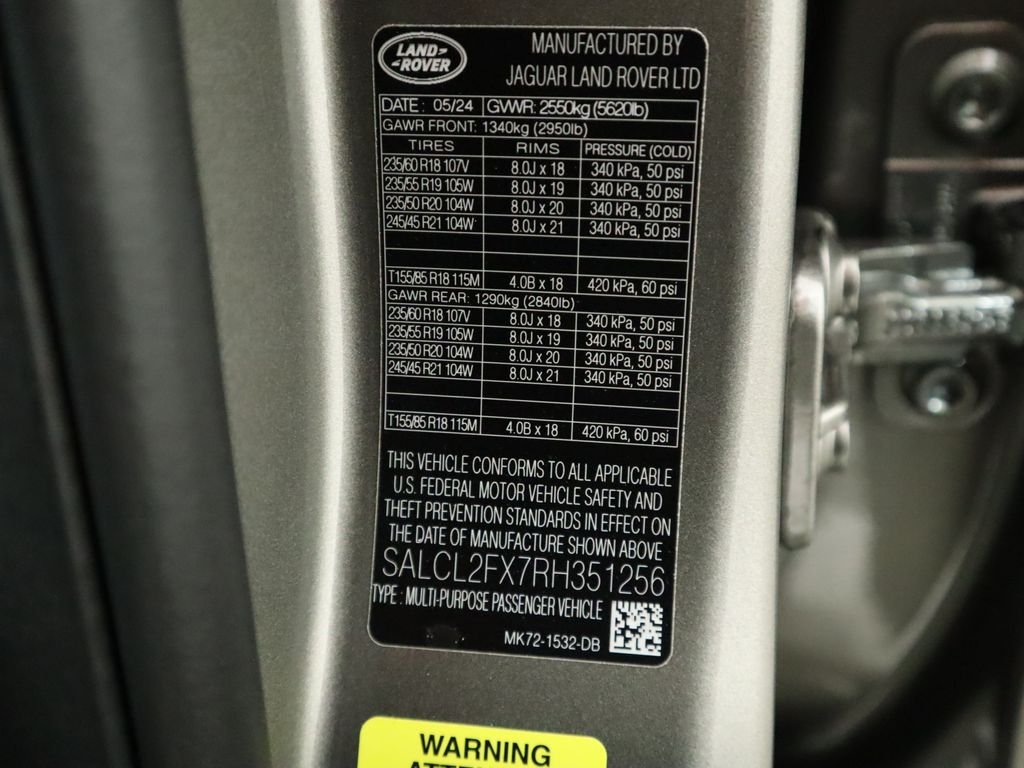 LAND-
-ROVER
MANUFACTURED BY
JAGUAR LAND ROVER LTD
DATE : 05/24 GVWR: 2550kg (5620lb)
GAWR FRONT: 1340kg (2950lb)
TIRES RIMS PRESSURE (COLD)
235/60 R18 107V 8.0J x 18 340 kPa, 50 psi
235/55 R19 105W 8.0J x 19 340 kPa, 50 psi
235/50 R20 104W 8.0J x 20 340 kPa, 50 psi
245/45 R21 104W 8.0J x 21 340 kPa, 50 psi
T155/85 R18 115M 4.0B x 18 420 kPa, 60 psi
GAWR REAR: 1290kg (2840lb)
235/60 R18 107V 8.0J x 18 340 kPa, 50 psi
235/55 R19 105W 8.0J x 19 340 kPa, 50 psi
235/50 R20 104W 8.0J x 20 340 kPa, 50 psi
245/45 R21 104W 8.0J x 21 340 kPa, 50 psi
T155/85 R18 115M 4.0B x 18 420 kPa, 60 psi
THIS VEHICLE CONFORMS TO ALL APPLICABLE
U.S. FEDERAL MOTOR VEHICLE SAFETY AND
THEFT PREVENTION STANDARDS IN EFFECT ON
THE DATE OF MANUFACTURE SHOWN ABOVE
SALCL2FX7RH351256
TYPE : MULTI-PURPOSE PASSENGER VEHICLE
MK72-1532-DB
WARNING